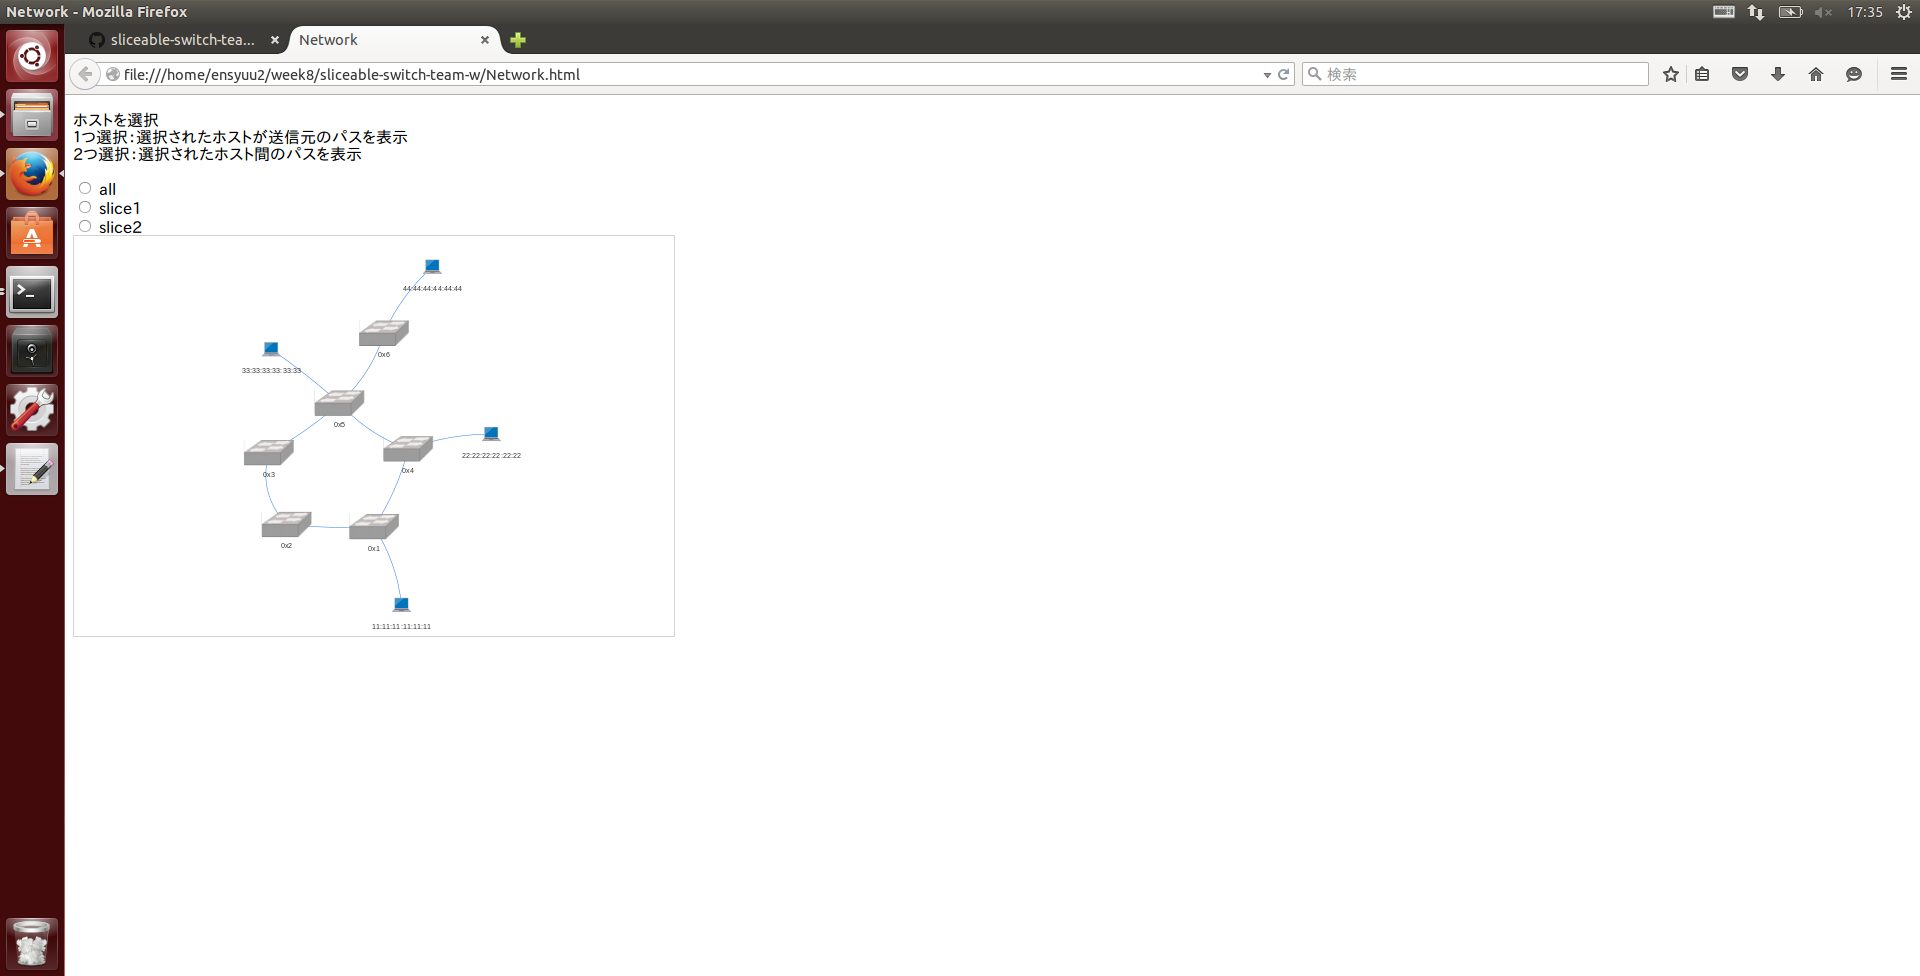 Network - Mozilla Firefox
17:35
sliceable-switch-tea...
Network
file:///home/ensyuu2/week8/sliceable-switch-team-w/Network.html
検索
ホストを選択
1つ選択：選択されたホストが送信元のパスを表示
2つ選択：選択されたホスト間のパスを表示
all
slice1
slice2
44:44:44:44:44:44
0x6
33:33:33:33:33:33
0x5
22:22:22:22:22:22
0x4
0x3
0x2
0x1
11:11:11:11:11:11